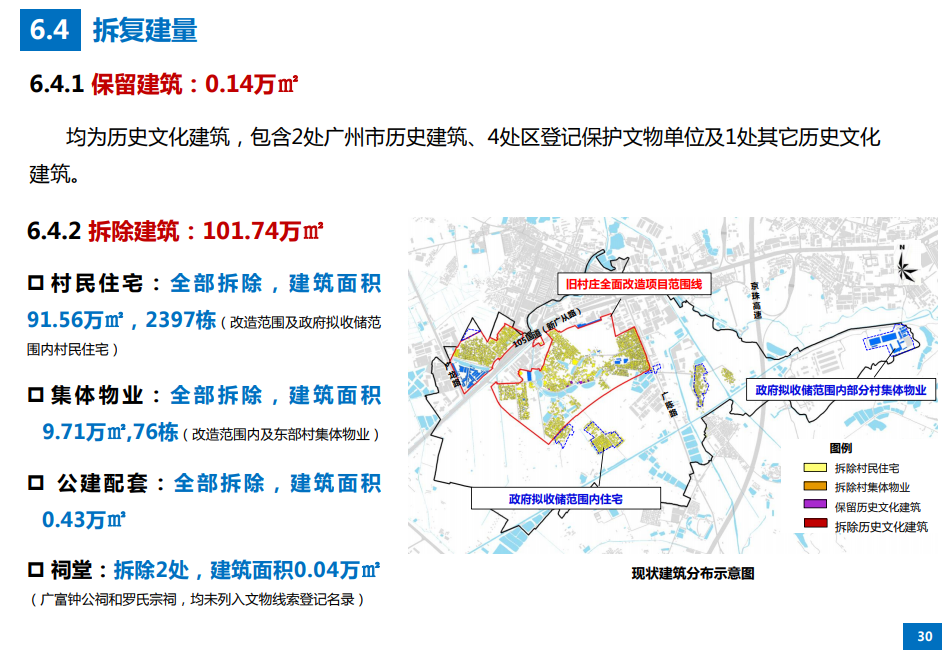 6.4 拆复建量
6.4.1 保留建筑：0.14万㎡
均为历史文化建筑，包含2处广州市历史建筑、4处区登记保护文物单位及1处其它历史文化
建筑。
6.4.2 拆除建筑：101.74万㎡
村民住宅：全部拆除，建筑面积
91.56万㎡，2397栋（改造范围及政府拟收储范
围内村民住宅）
集体物业：全部拆除，建筑面积
9.71万㎡,76栋（改造范围内及东部村集体物业）
公建配套：全部拆除，建筑面积
0.43万㎡
祠堂：拆除2处，建筑面积0.04万㎡
（广富钟公祠和罗氏宗祠，均未列入文物线索登记名录）
N
旧村庄全面改造项目范围线
京珠高速
105国道（新广从路）
广陈路
政府拟收储范围内部分村集体物业
政府拟收储范围内住宅
图例
拆除村民住宅
拆除村集体物业
保留历史文化建筑
拆除历史文化建筑
现状建筑分布示意图
30